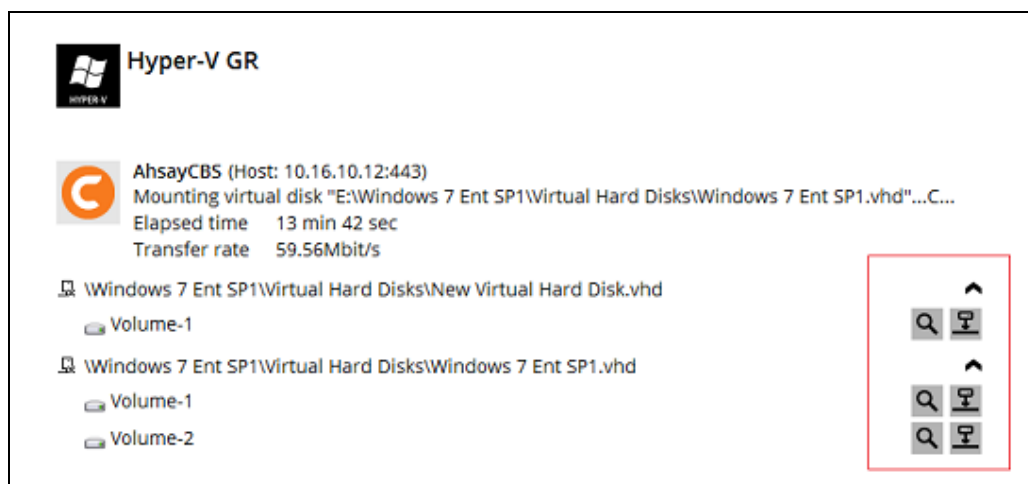 Hyper-V GR
HYPER-V
AhsayCBS (Host: 10.16.10.12:443)
Mounting virtual disk "E:\Windows 7 Ent SP1\Virtual Hard Disks\Windows 7 Ent SP1.vhd"...C...
Elapsed time 13 min 42 sec
Transfer rate 59.56Mbit/s
\Windows 7 Ent SP1\Virtual Hard Disks\New Virtual Hard Disk.vhd
Volume-1
\Windows 7 Ent SP1\Virtual Hard Disks\Windows 7 Ent SP1.vhd
Volume-1
Volume-2